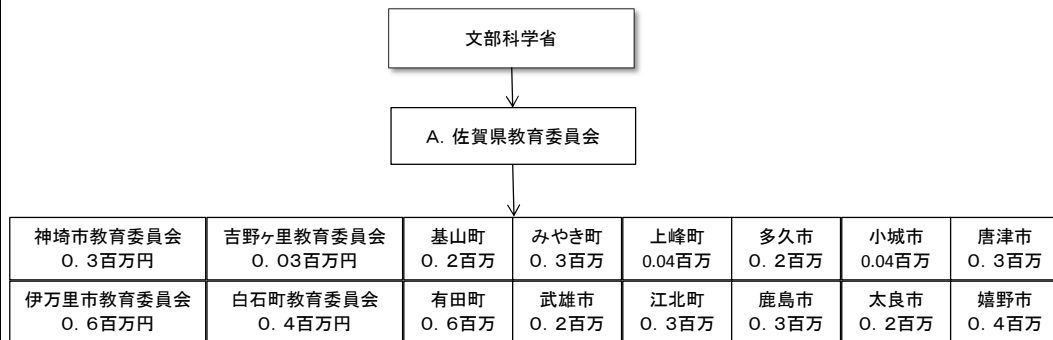 文部科学省
A．佐賀県教育委員会
神埼市教育委員会
０．３百万円
吉野ヶ里教育委員会
０．０３百万円
基山町
０．２百万
みやき町
０．３百万
上峰町
0.04百万
多久市
０．２百万
小城市
0.04百万
唐津市
０．３百万
伊万里市教育委員会
０．６百万円
白石町教育委員会
０．４百万円
有田町
０．６百万
武雄市
０．２百万
江北町
０．３百万
鹿島市
０．３百万
太良市
０．２百万
嬉野市
０．４百万